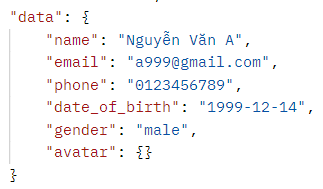 "data": {
"name": "Nguyễn Văn A",
"email": "a999@gmail.com",
"phone": "0123456789",
"date_of_birth": "1999-12-14",
"gender": "male",
"avatar": {}
}